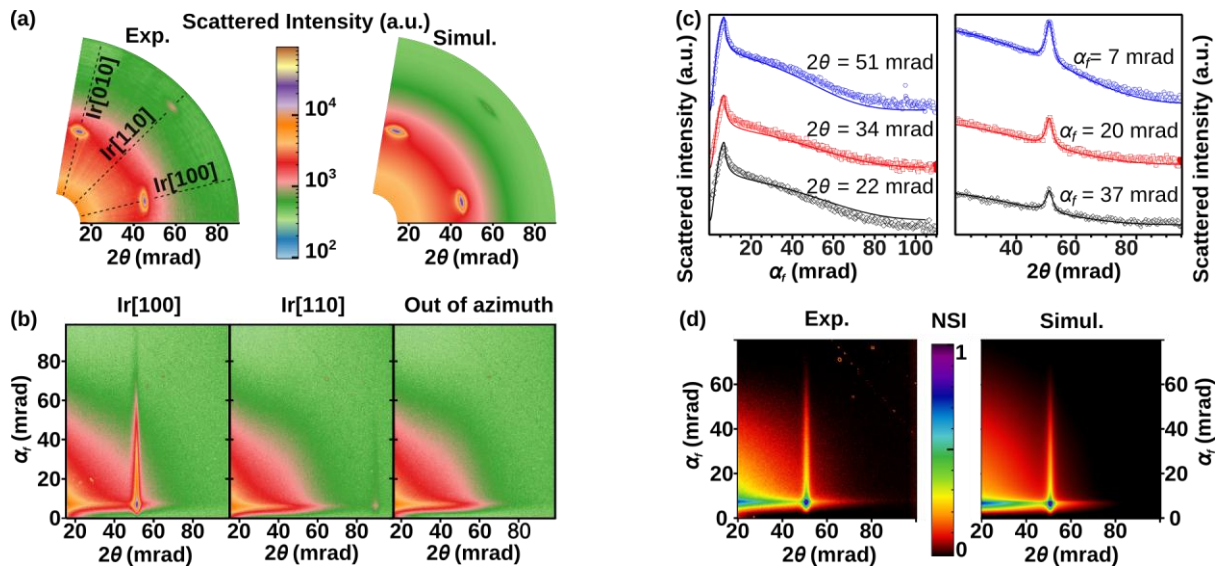 (a)
Scattered Intensity (a.u.)
Exp.
Simul.
Ir[010]
Ir[110]
Ir[100]
10⁴
10³
10²
20 40 60 80
2θ (mrad)
20 40 60 80
2θ (mrad)
(b)
Ir[100]
Ir[110]
Out of azimuth
αf (mrad)
80
60
40
20
0
20 40 60 80
2θ (mrad)
20 40 60 80
2θ (mrad)
20 40 60 80
2θ (mrad)
(c)
Scattered intensity (a.u.)
2θ = 51 mrad
2θ = 34 mrad
2θ = 22 mrad
20 40 60 80 100
αf (mrad)
αf= 7 mrad
αf = 20 mrad
αf = 37 mrad
40 60 80
2θ (mrad)
Scattered intensity (a.u.)
(d)
Exp.
NSI
Simul.
1
0
αf (mrad)
60
40
20
0
20 40 60 80 100
2θ (mrad)
20 40 60 80
2θ (mrad)
60
40
20
0
αf (mrad)